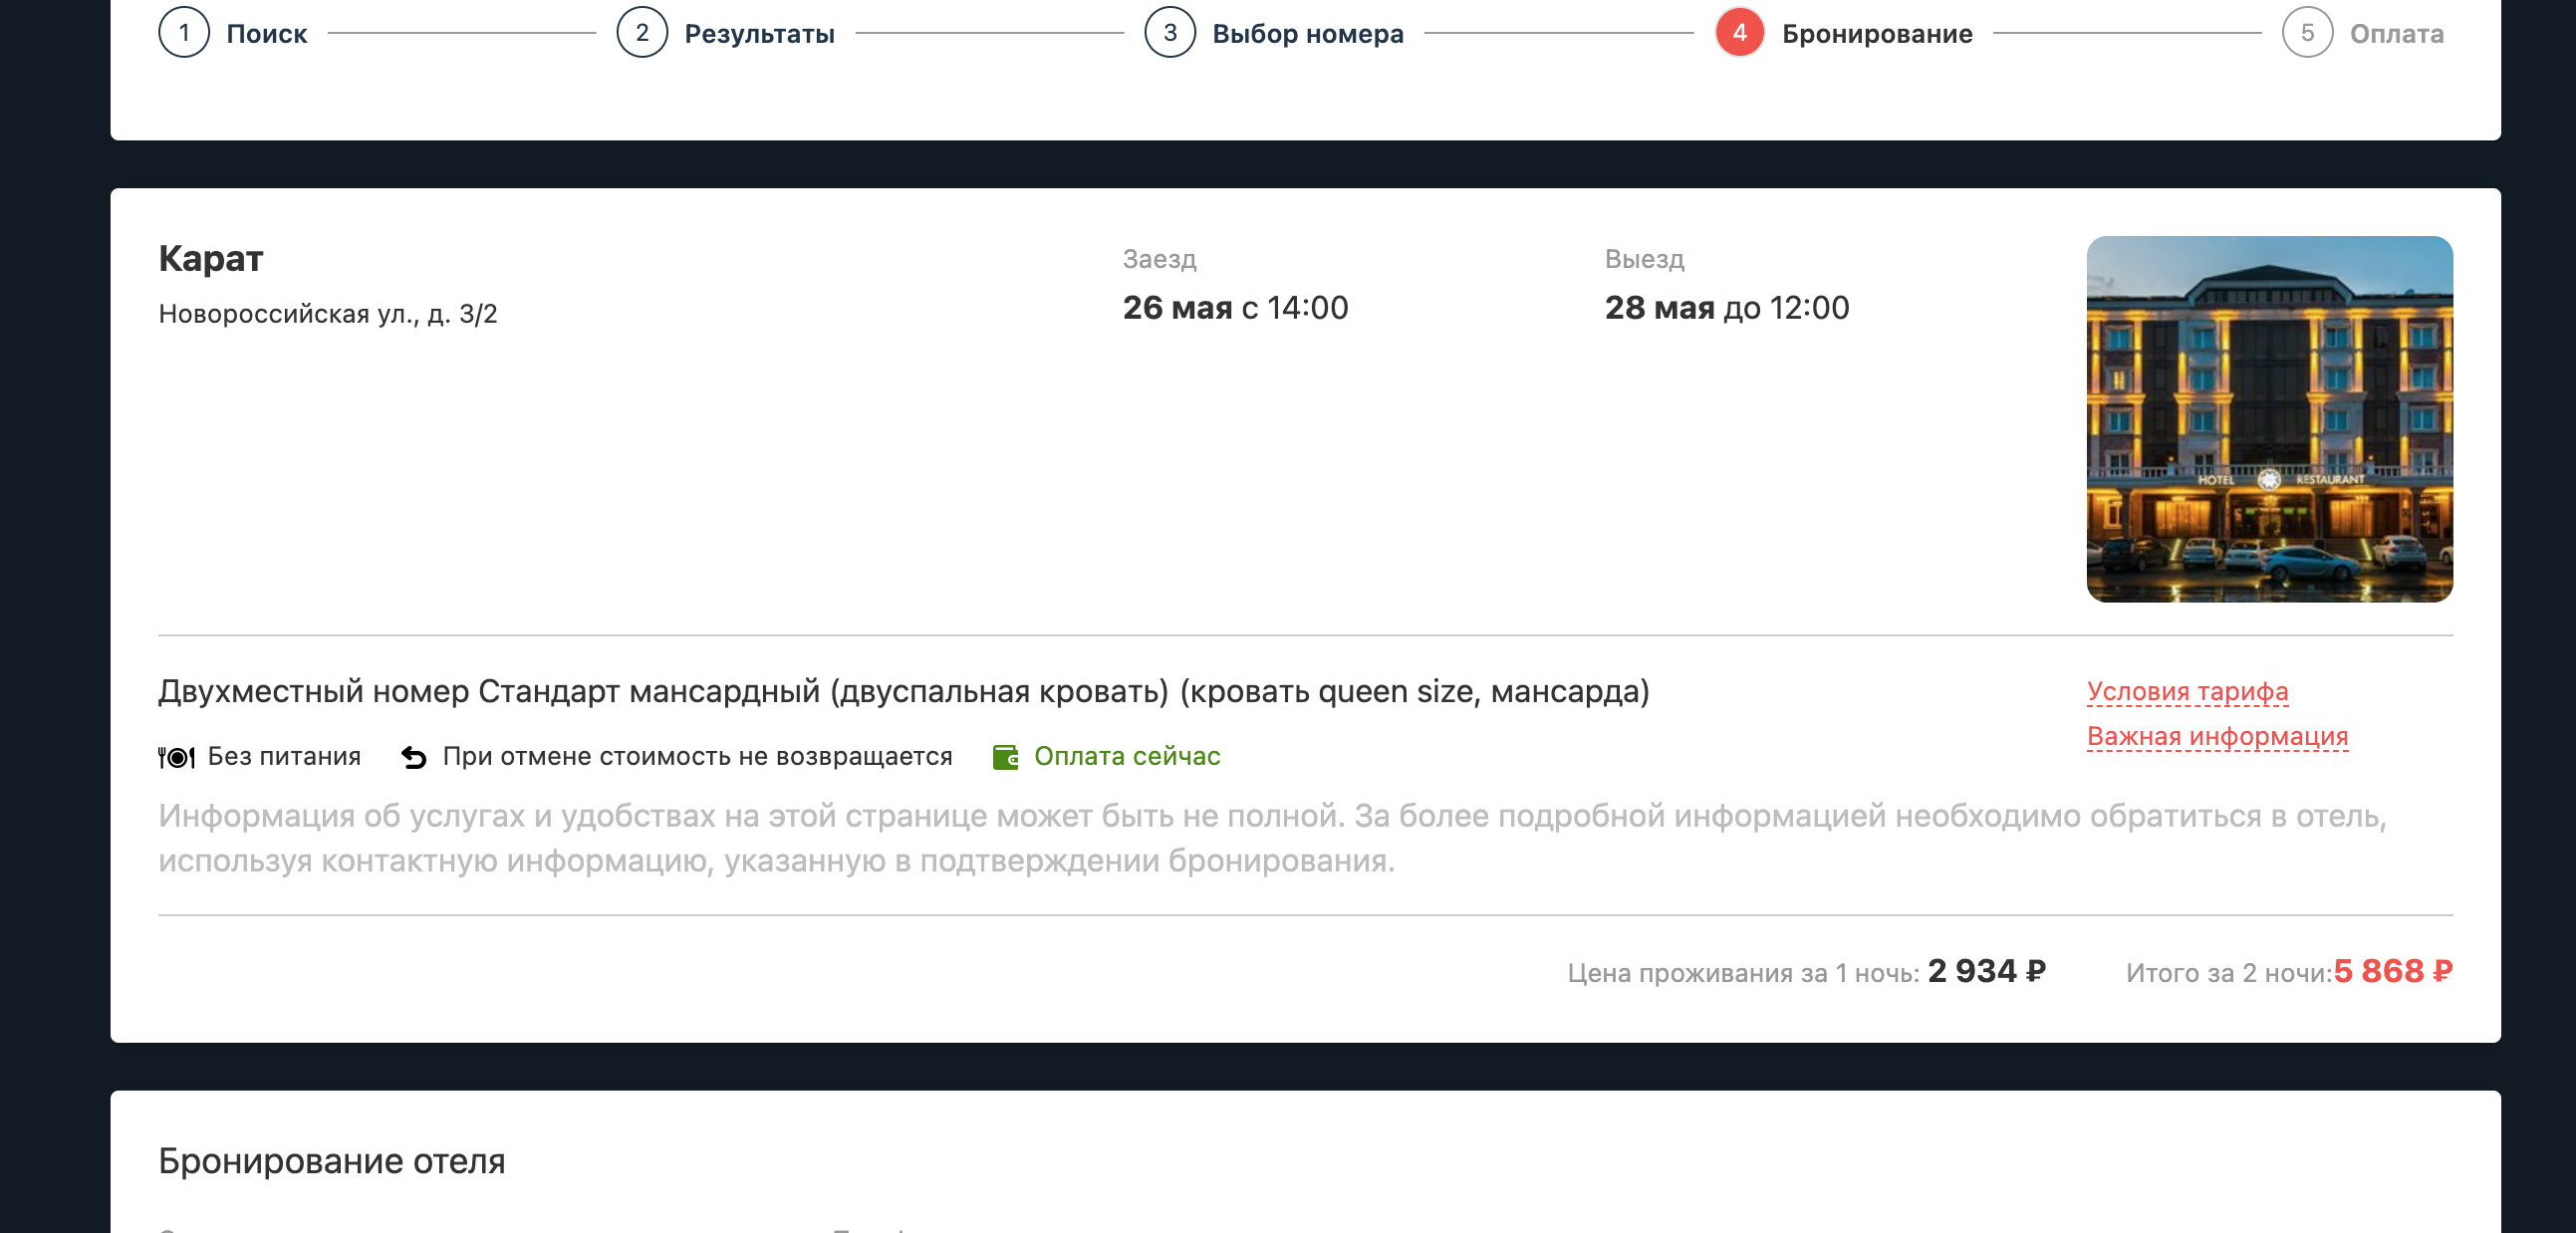 1 Поиск 2 Результаты 3 Выбор номера 4 Бронирование 5 Оплата
Карат
Новороссийская ул., д. 3/2
Заезд
26 мая с 14:00
Выезд
28 мая до 12:00
HOTEL RESTAURANT
Двухместный номер Стандарт мансардный (двуспальная кровать) (кровать queen size, мансарда)
Без питания При отмене стоимость не возвращается Оплата сейчас
Условия тарифа
Важная информация
Информация об услугах и удобствах на этой странице может быть не полной. За более подробной информацией необходимо обратиться в отель,
используя контактную информацию, указанную в подтверждении бронирования.
Цена проживания за 1 ночь: 2 934 ₽ Итого за 2 ночи:5 868 ₽
Бронирование отеля